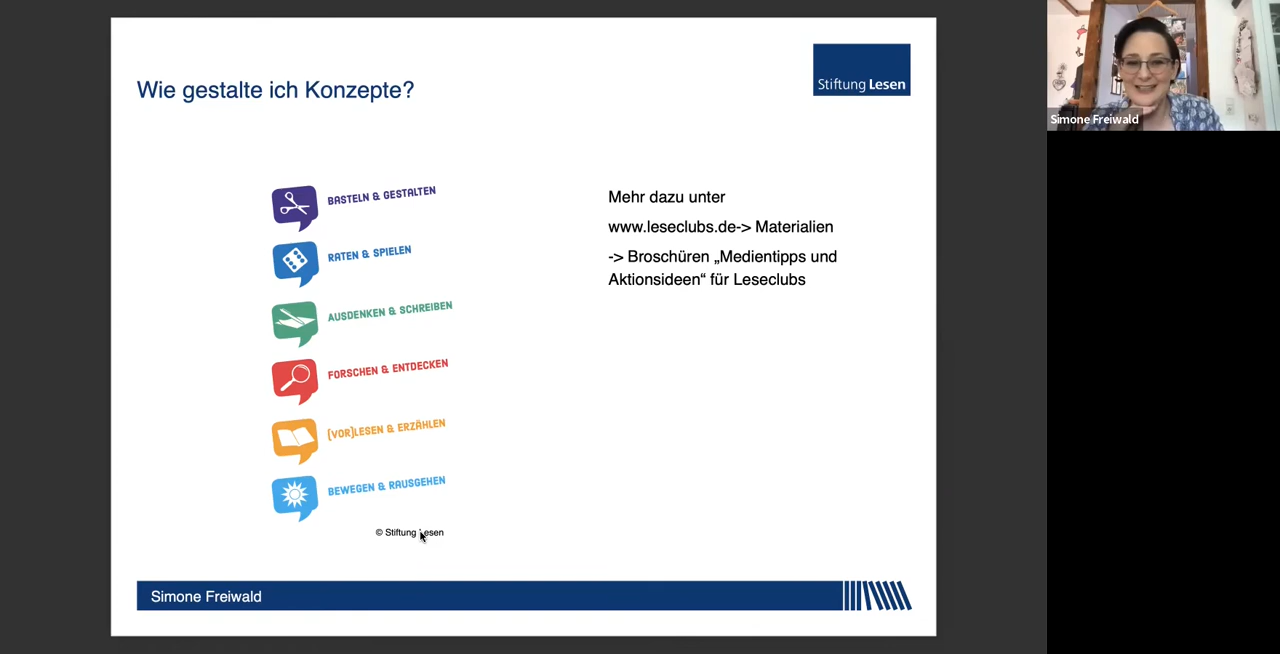 Wie gestalte ich Konzepte?
Stiftung Lesen
BASTELN & GESTALTEN
RATEN & SPIELEN
AUSDENKEN & SCHREIBEN
FORSCHEN & ENTDECKEN
(VOR)LESEN & ERZÄHLEN
BEWEGEN & RAUSGEHEN
© Stiftung Lesen
Mehr dazu unter
www.leseclubs.de-> Materialien
-> Broschüren „Medientipps und
Aktionsideen“ für Leseclubs
Simone Freiwald
Simone Freiwald